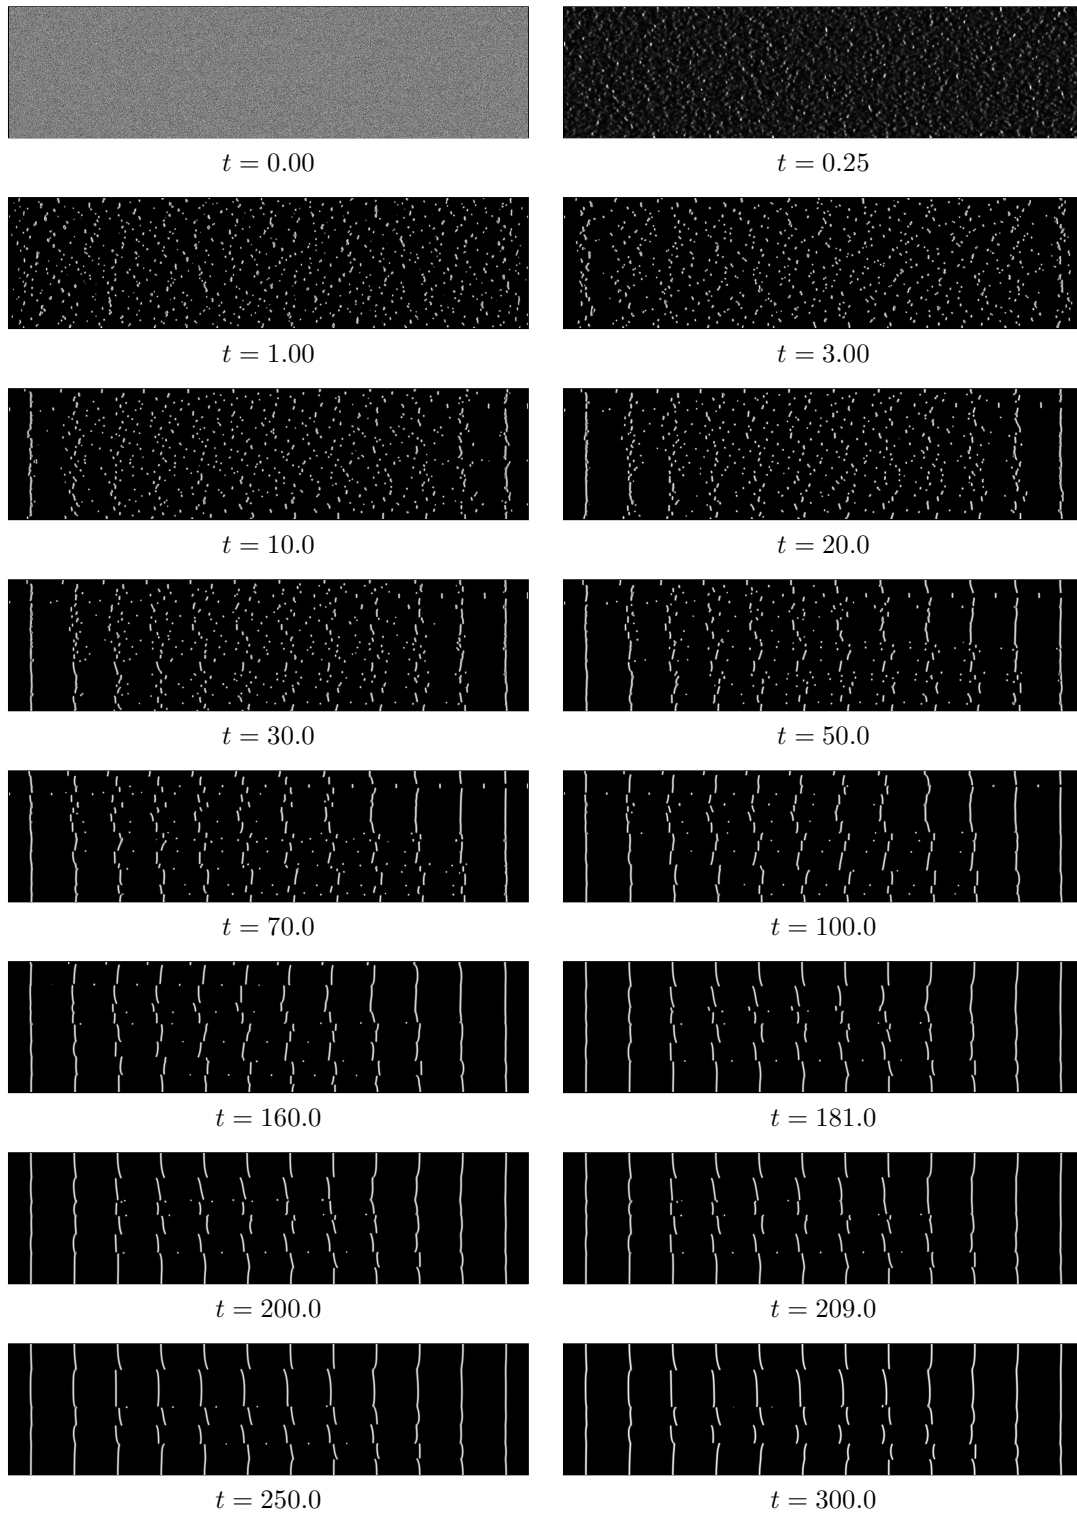 t = 0.00
t = 0.25
t = 1.00
t = 3.00
t = 10.0
t = 20.0
t = 30.0
t = 50.0
t = 70.0
t = 100.0
t = 160.0
t = 181.0
t = 200.0
t = 209.0
t = 250.0
t = 300.0